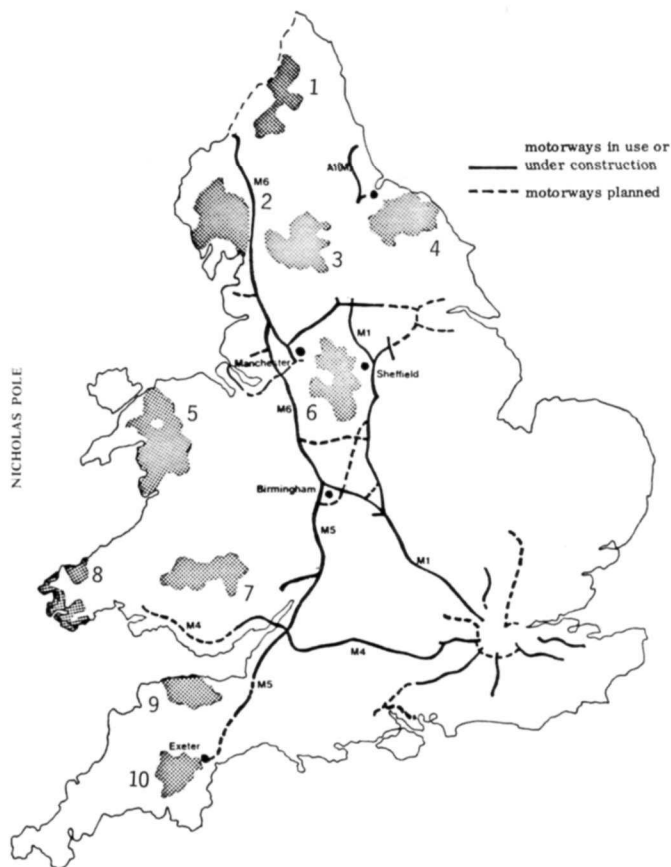 1
motorways in use or
under construction
motorways planned
A1(M)
M6
2
3
4
M1
Manchester
Sheffield
NICHOLAS POLE
5
6
M6
Birmingham
M5
8
7
M1
M4
M4
9
M5
Exeter
10